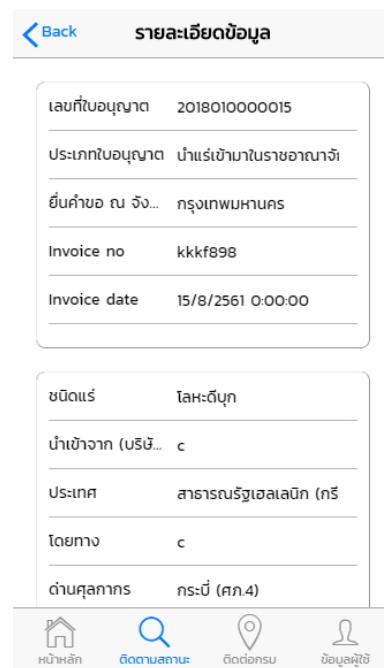 Back รายละเอียดข้อมูล
เลขที่ใบอนุญาต 2018010000015
ประเภทใบอนุญาต นำแร่เข้ามาในราชอาณาจั
ยื่นคำขอ ณ จัง... กรุงเทพมหานคร
Invoice no kkkf898
Invoice date 15/8/2561 0:00:00
ชนิดแร่ โลหะดีบุก
นำเข้าจาก (บริษั... c
ประเทศ สาธารณรัฐเฮลเลนิก (กรี
โดยทาง c
ด่านศุลกากร กระบี่ (ศภ.4)
หน้าหลัก ติดตามสถานะ ติดต่อกรม ข้อมูลผู้ใช้